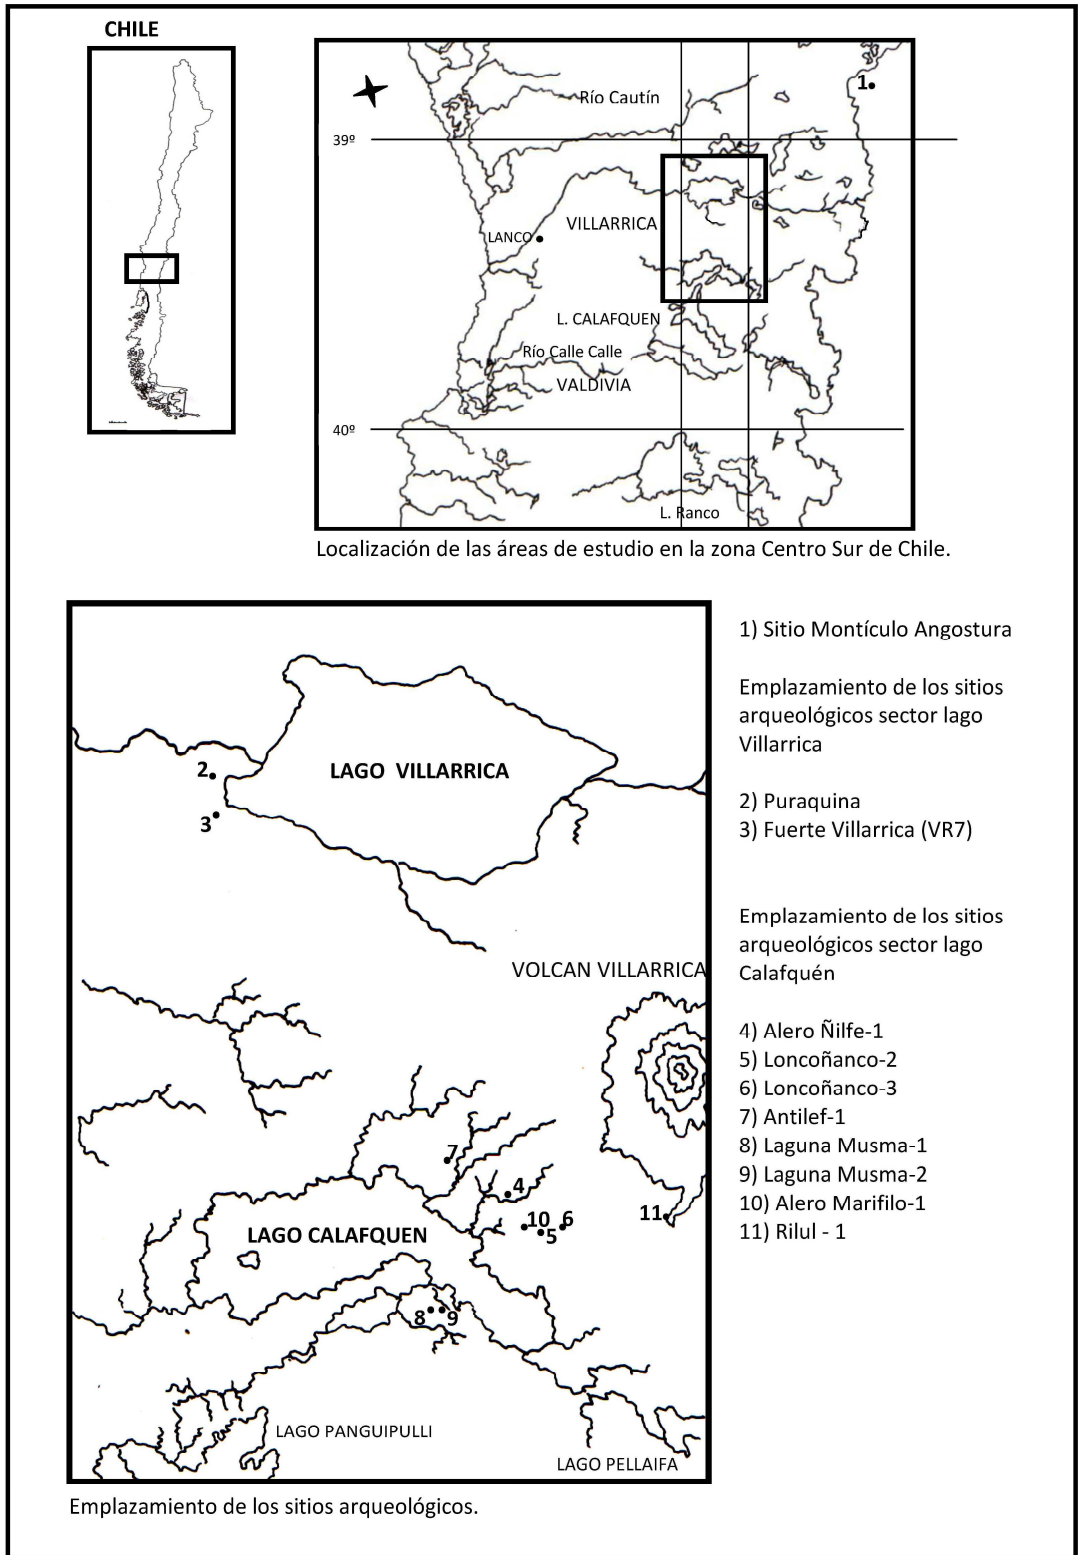 CHILE
1
Río Cautín
39º
VILLARRICA
LANCO
L. CALAFQUEN
Río Calle Calle
VALDIVIA
40º
L. Ranco
Localización de las áreas de estudio en la zona Centro Sur de Chile.
2
LAGO VILLARRICA
3
VOLCAN VILLARRICA
7
4
11
10 6
5
LAGO CALAFQUEN
8 9
LAGO PANGUIPULLI
LAGO PELLAIFA
Emplazamiento de los sitios arqueológicos.
1) Sitio Montículo Angostura
Emplazamiento de los sitios
arqueológicos sector lago
Villarrica
2) Puraquina
3) Fuerte Villarrica (VR7)
Emplazamiento de los sitios
arqueológicos sector lago
Calafquén
4) Alero Ñilfe-1
5) Loncoñanco-2
6) Loncoñanco-3
7) Antilef-1
8) Laguna Musma-1
9) Laguna Musma-2
10) Alero Marifilo-1
11) Rilul - 1